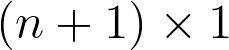 (n + 1) × 1